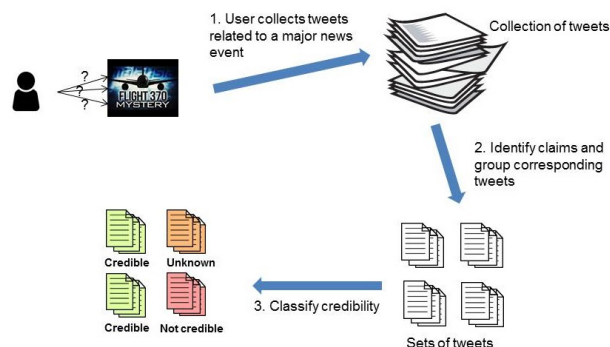 1. User collects tweets
related to a major news
event
Collection of tweets
?
?
?
FLIGHT 370
MYSTERY
2. Identify claims and
group corresponding
tweets
Credible
Unknown
Credible
Not credible
3. Classify credibility
Sets of tweets